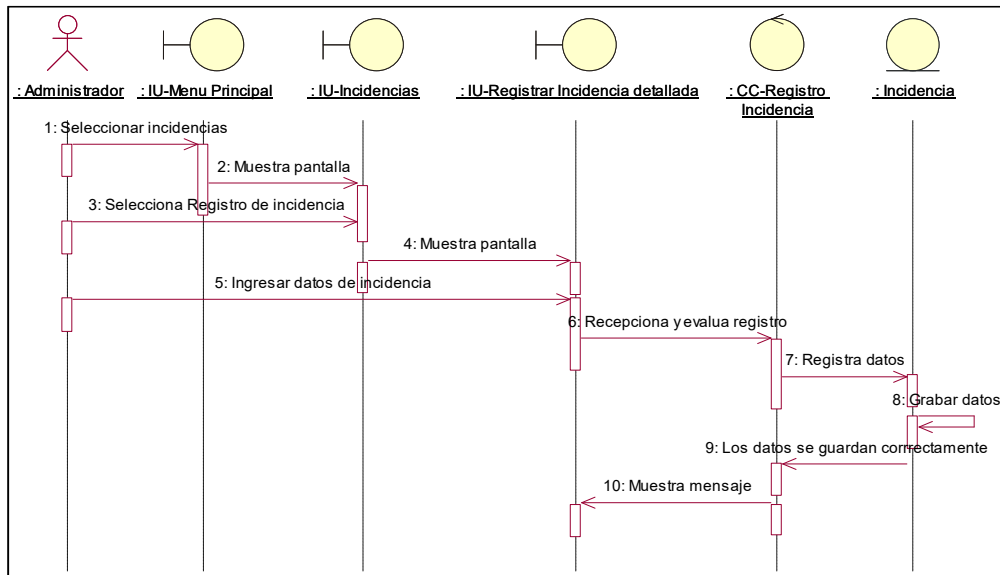 : Administrador
: IU-Menu Principal
: IU-Incidencias
: IU-Registrar Incidencia detallada
: CC-Registro
Incidencia
: Incidencia
1: Seleccionar incidencias
2: Muestra pantalla
3: Selecciona Registro de incidencia
4: Muestra pantalla
5: Ingresar datos de incidencia
6: Recepciona y evalua registro
7: Registra datos
8: Grabar datos
9: Los datos se guardan corrrectamente
10: Muestra mensaje